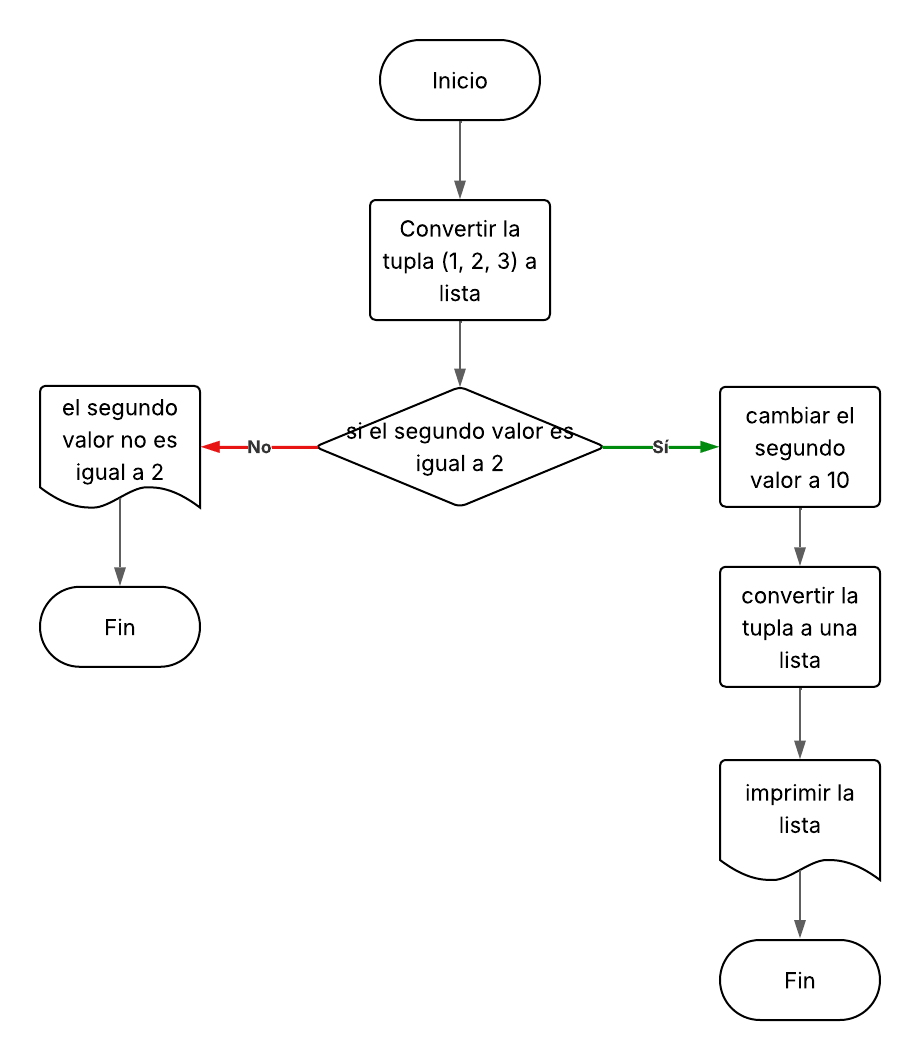 Inicio
Convertir la
tupla (1, 2, 3) a
lista
si el segundo valor es
igual a 2
No
el segundo
valor no es
igual a 2
Fin
Sí
cambiar el
segundo
valor a 10
convertir la
tupla a una
lista
imprimir la
lista
Fin